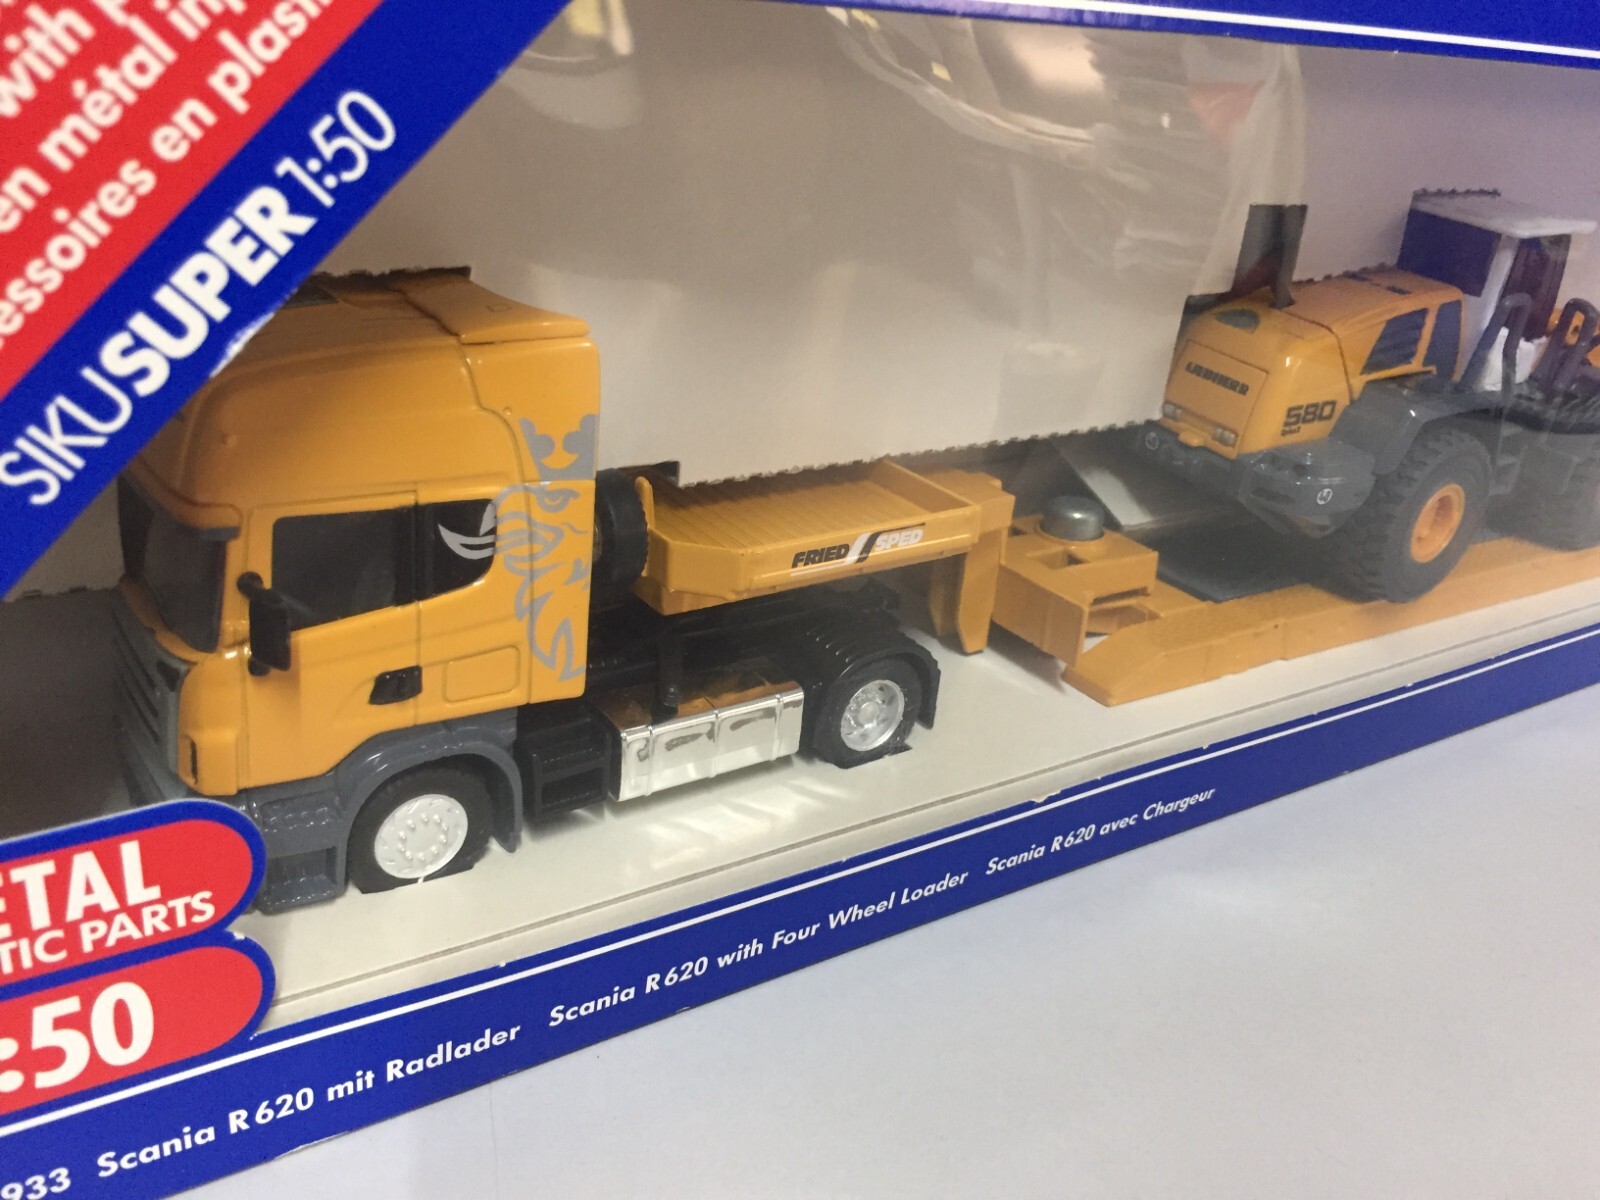 with
en métal
essoires en plasti
SIKUSUPER 1:50
LIEBHERR
580
FRIED SPED
ETAL
TIC PARTS
:50
933 Scania R620 mit Radlader Scania R620 with Four Wheel Loader Scania R620 avec Chargeur